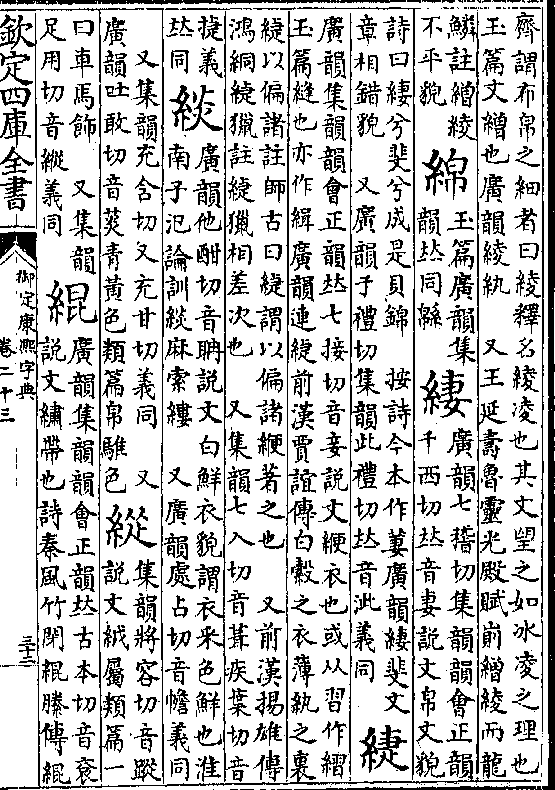 齊謂布帛之細者曰綾釋名綾凌也其文望之如冰凌之理也
玉篇文繒也廣韻綾紈　又王延壽魯靈光殿賦嵛繒綾而龍
鱗註繒綾
不平貌
綿
玉篇廣韻集
韻𠀤同緜
緀
廣韻七稽切集韻韻會正韻
千西切𠀤音妻說文帛文貌
詩曰緀兮斐兮成是貝錦　按詩今本作萋廣韻緀斐文
章相錯貌　又廣韻子禮切集韻此禮切𠀤音泚義同
緁
廣韻集韻韻會正韻𠀤七接切音妾說文緶衣也或从習作䌌
玉篇縫也亦作緝廣韻連緁前漢賈誼傳白縠之衣薄紈之裏
緁以偏諸註師古曰緁謂以偏諸緶著之也　又前漢揚雄傳
鴻絧緁獵註緁獵相差次也　又集韻七入切音葺疾葉切音
捷義
𠀤同
緂
廣韻他酣切音聃說文白鮮衣貌謂衣采色鮮也淮
南子氾論訓緂麻索縷　又廣韻處占切音幨義同
又集韻充含切又充甘切義同　又
廣韻吐敢切音菼青黃色類篇帛騅色
緃
集韻將容切音蹤
說文絨屬類篇一
曰車馬飾　又集韻
足用切音縱義同
緄
廣韻集韻韻會正韻𠀤古本切音袞
說文繡帶也詩秦風竹閉緄縢傳緄
欽定四庫全書
御定康熙字典
卷二十三
三十三